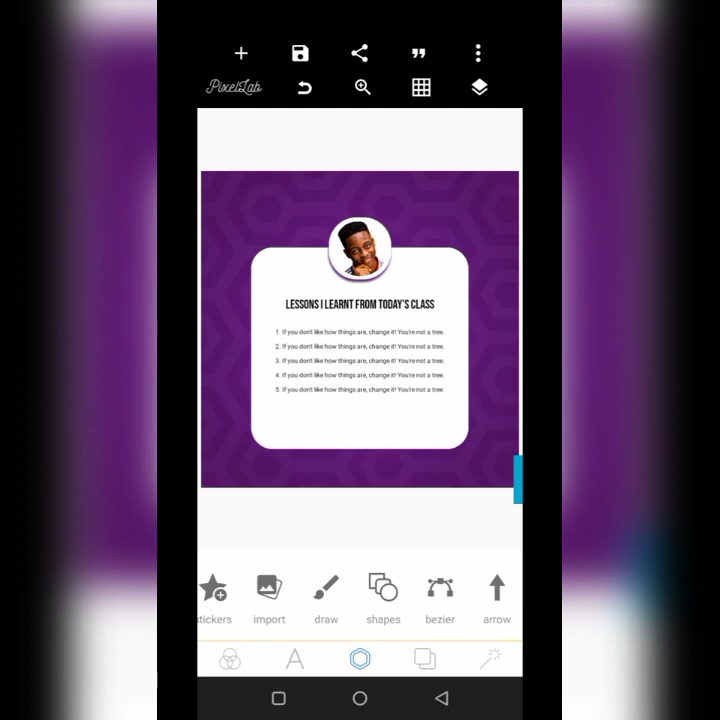 PixelLab
LESSONS I LEARNT FROM TODAY'S CLASS
1. If you don't like how things are, change it! You're not a tree.
2. If you don't like how things are, change it! You're not a tree.
3. If you don't like how things are, change it! You're not a tree.
4. If you don't like how things are, change it! You're not a tree.
5. If you don't like how things are, change it! You're not a tree.
stickers import draw shapes bezier arrow